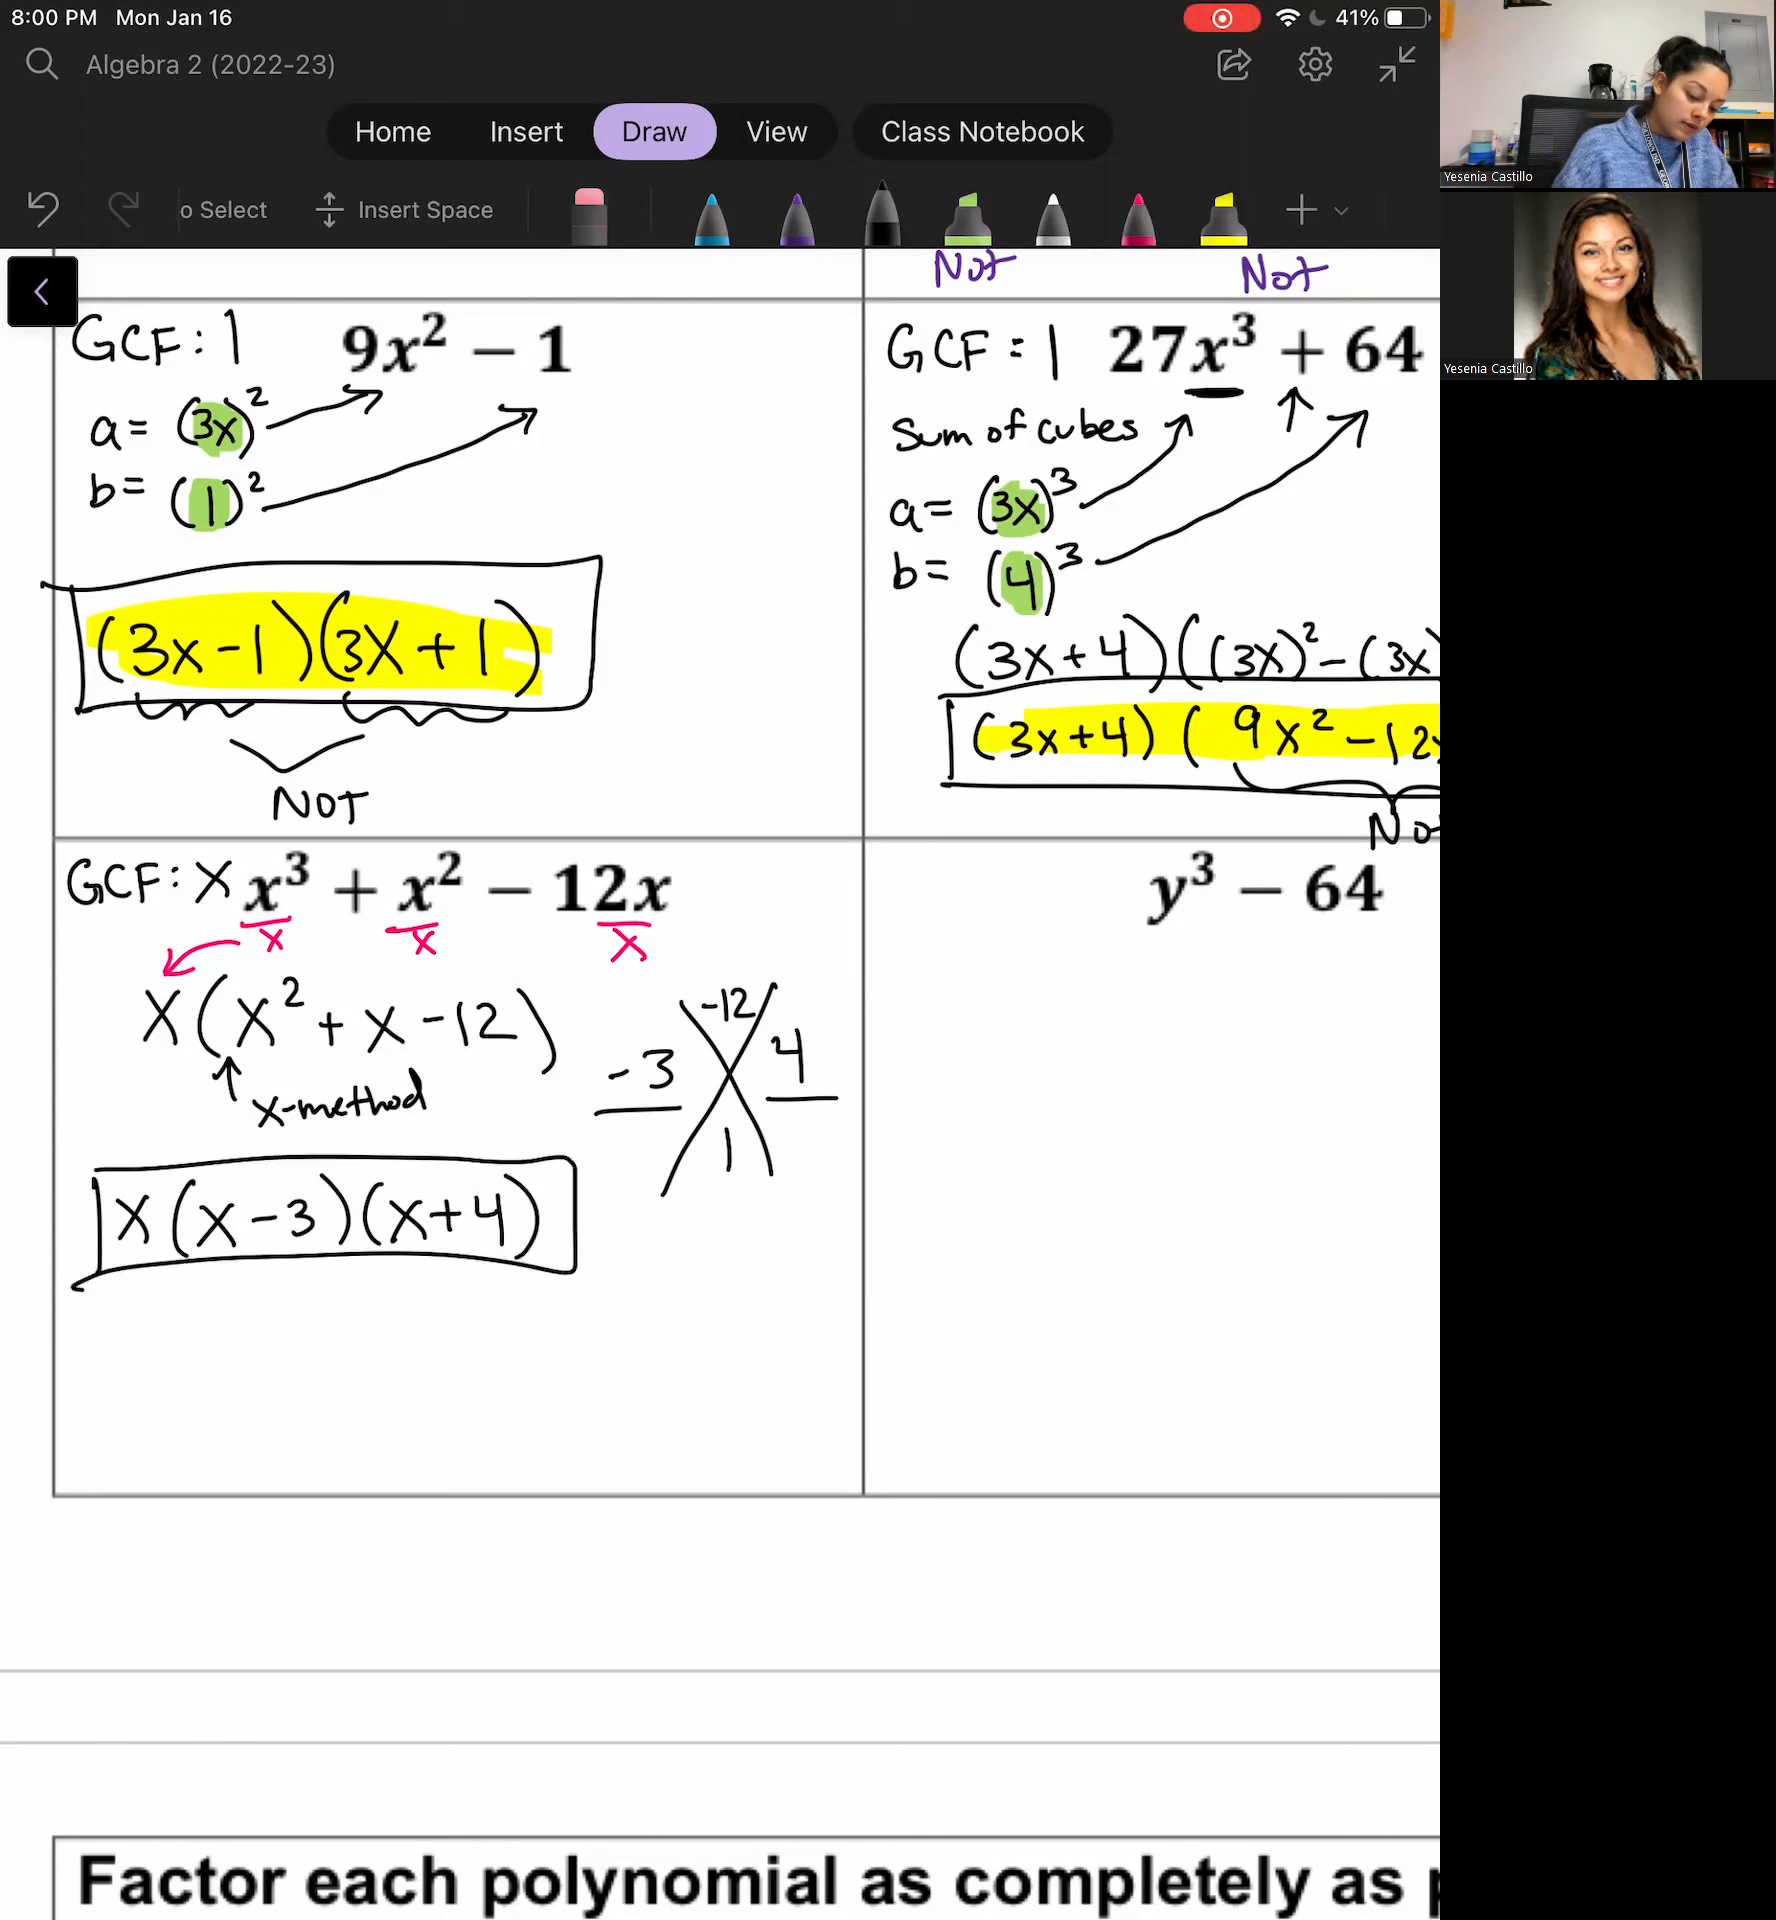 8:00 PM Mon Jan 16
41%
Algebra 2 (2022-23)
Home Insert Draw View Class Notebook
o Select Insert Space
Yesenia Castillo
Yesenia Castillo
Not Not
GCF: 1 9x² − 1
a = (3x)²
b = (1)²
(3x-1)(3x+1)
NOT
GCF = 1 27x³ + 64
Sum of cubes
a = (3x)³
b = (4)³
(3x+4)((3x)²-(3x)
(3x+4)(9x²-12x
No
GCF: X x³ + x² − 12x
x x x
x(x²+x-12)
x-method
-12
-3 4
1
x(x-3)(x+4)
y³ − 64
Factor each polynomial as completely as p